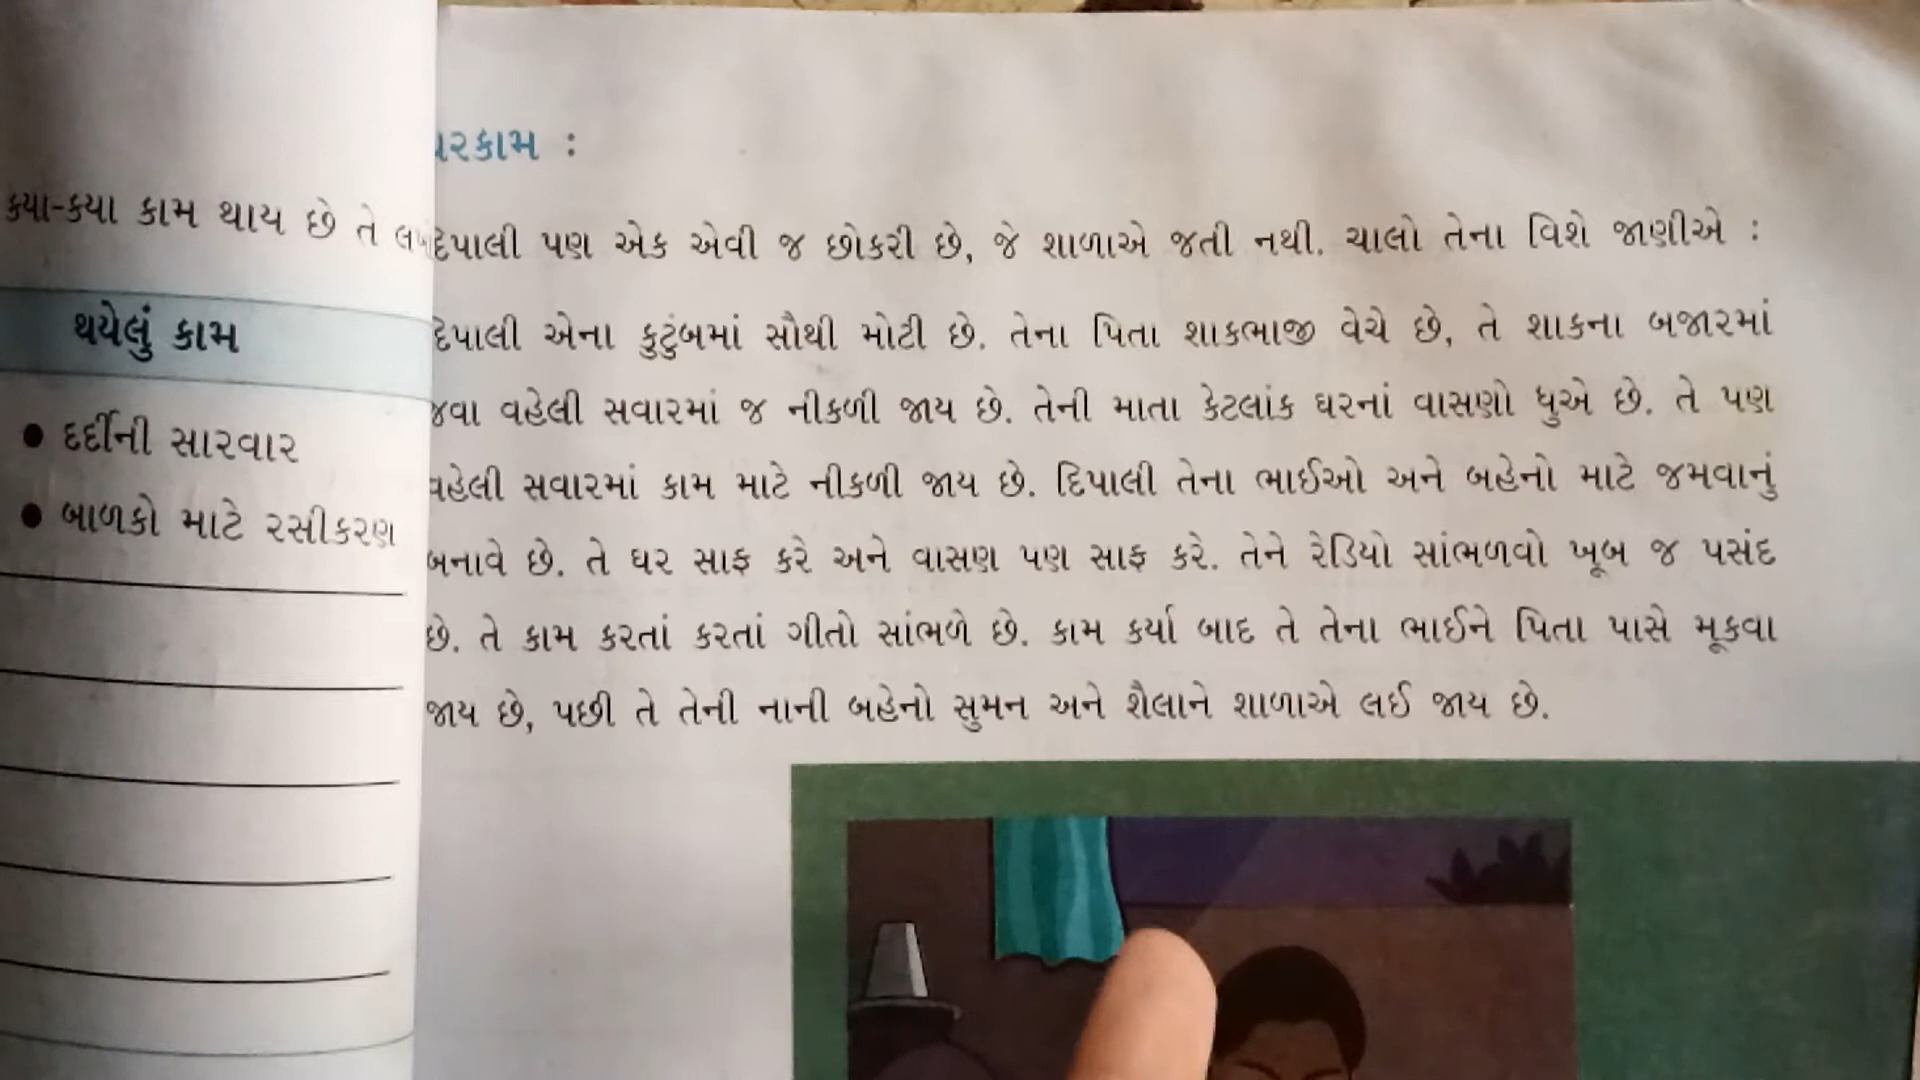 ક્યા-ક્યા કામ થાય છે તે
થયેલું કામ
● દર્દીની સારવાર
● બાળકો માટે રસીકરણ
ઘરકામ :
દિપાલી પણ એક એવી જ છોકરી છે, જે શાળાએ જતી નથી. ચાલો તેના વિશે જાણીએ :
દિપાલી એના કુટુંબમાં સૌથી મોટી છે. તેના પિતા શાકભાજી વેચે છે, તે શાકના બજારમાં
જવા વહેલી સવારમાં જ નીકળી જાય છે. તેની માતા કેટલાંક ઘરનાં વાસણો ધુએ છે. તે પણ
વહેલી સવારમાં કામ માટે નીકળી જાય છે. દિપાલી તેના ભાઈઓ અને બહેનો માટે જમવાનું
બનાવે છે. તે ઘર સાફ કરે અને વાસણ પણ સાફ કરે. તેને રેડિયો સાંભળવો ખૂબ જ પસંદ
છે. તે કામ કરતાં કરતાં ગીતો સાંભળે છે. કામ કર્યા બાદ તે તેના ભાઈને પિતા પાસે મૂકવા
જાય છે, પછી તે તેની નાની બહેનો સુમન અને શૈલાને શાળાએ લઈ જાય છે.